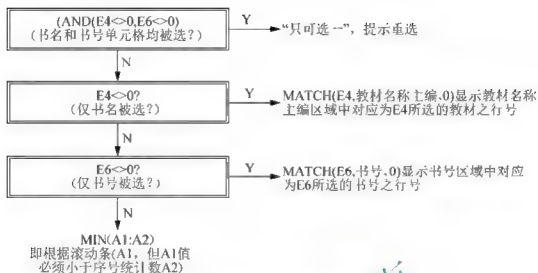 (AND(E4<>0,E6<>0)
(书名和书号单元格均被选?)
Y
“只可选一”，提示重选
N
E4<>0?
(仅书名被选?)
Y
MATCH(E4,教材名称主编,0)显示教材名称
主编区域中对应为E4所选的教材之行号
N
E6<>0?
(仅书号被选?)
Y
MATCH(E6,书号,0)显示书号区域中对应
为E6所选的书号之行号
N
MIN(A1:A2)
即根据滚动条(A1，但A1值
必须小于序号统计数A2)